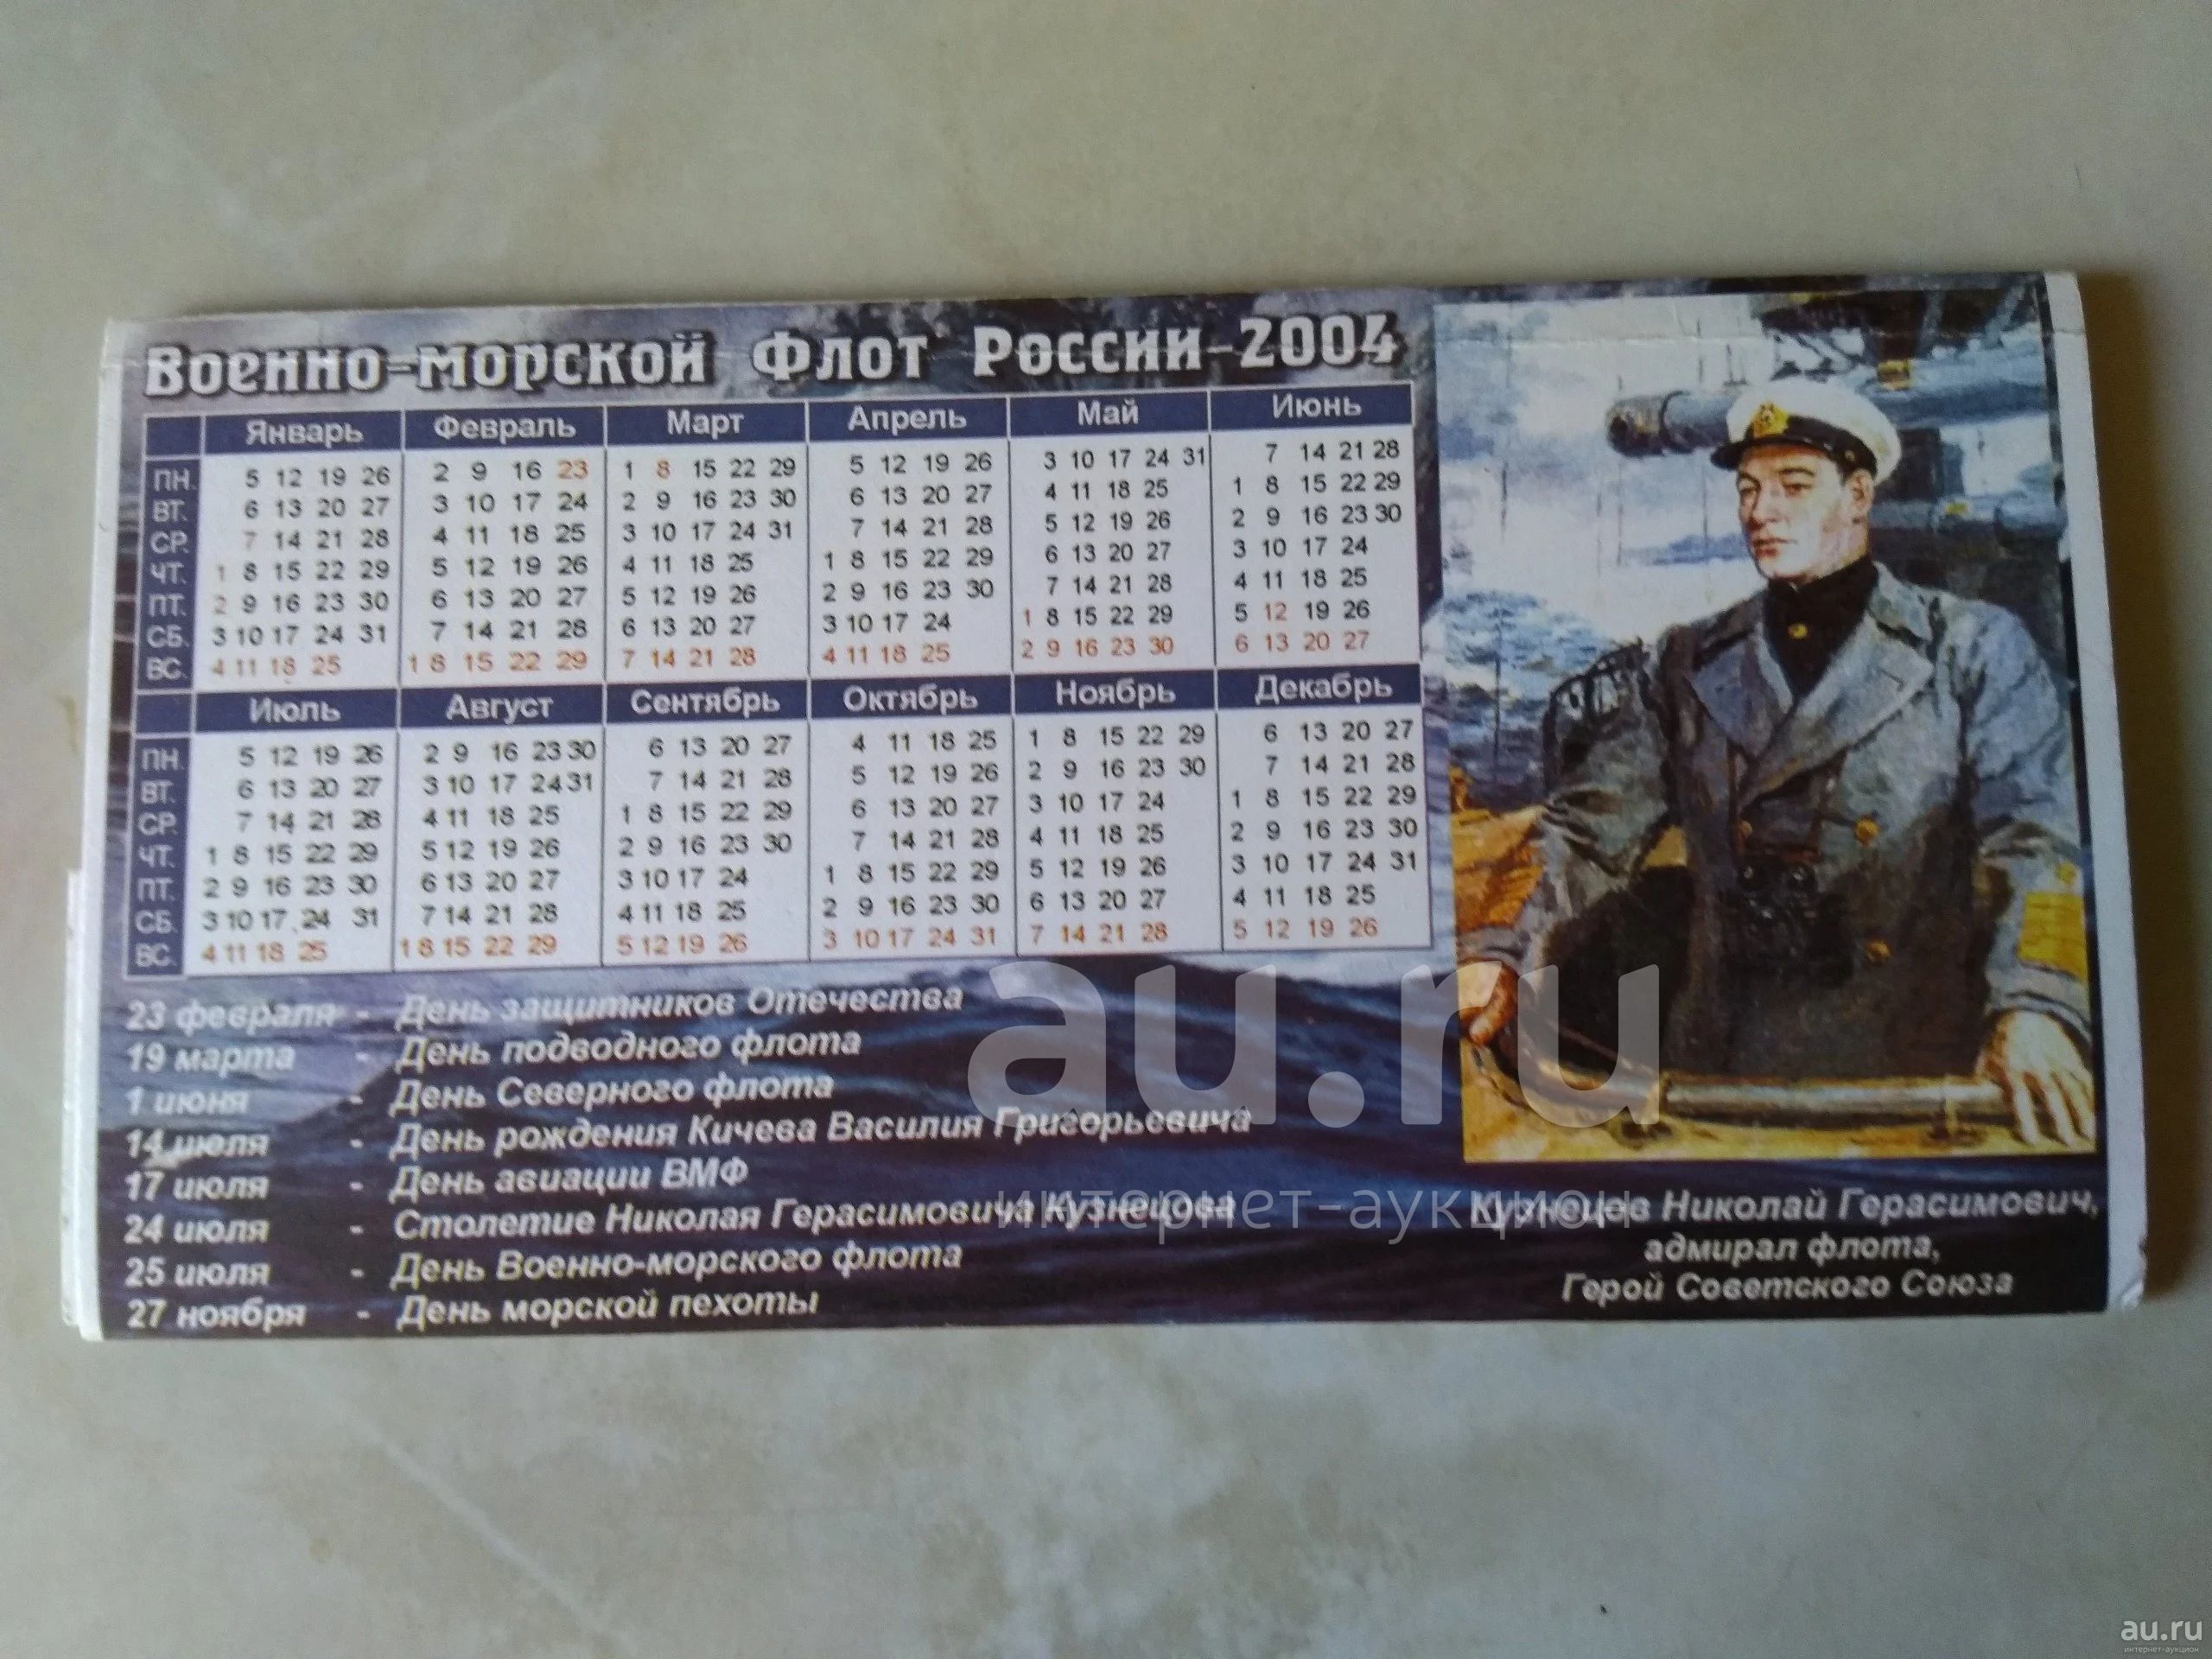 Военно-морской Флот России-2004
Январь Февраль Март Апрель Май Июнь
ПН. 5 12 19 26 2 9 16 23 1 8 15 22 29 5 12 19 26 3 10 17 24 31 7 14 21 28
ВТ. 6 13 20 27 3 10 17 24 2 9 16 23 30 6 13 20 27 4 11 18 25 1 8 15 22 29
СР. 7 14 21 28 4 11 18 25 3 10 17 24 31 7 14 21 28 5 12 19 26 2 9 16 23 30
ЧТ. 1 8 15 22 29 5 12 19 26 4 11 18 25 1 8 15 22 29 6 13 20 27 3 10 17 24
ПТ. 2 9 16 23 30 6 13 20 27 5 12 19 26 2 9 16 23 30 7 14 21 28 4 11 18 25
СБ. 3 10 17 24 31 7 14 21 28 6 13 20 27 3 10 17 24 1 8 15 22 29 5 12 19 26
ВС. 4 11 18 25 1 8 15 22 29 7 14 21 28 4 11 18 25 2 9 16 23 30 6 13 20 27
Июль Август Сентябрь Октябрь Ноябрь Декабрь
ПН. 5 12 19 26 2 9 16 23 30 6 13 20 27 4 11 18 25 1 8 15 22 29 6 13 20 27
ВТ. 6 13 20 27 3 10 17 24 31 7 14 21 28 5 12 19 26 2 9 16 23 30 7 14 21 28
СР. 7 14 21 28 4 11 18 25 1 8 15 22 29 6 13 20 27 3 10 17 24 1 8 15 22 29
ЧТ. 1 8 15 22 29 5 12 19 26 2 9 16 23 30 7 14 21 28 4 11 18 25 2 9 16 23 30
ПТ. 2 9 16 23 30 6 13 20 27 3 10 17 24 1 8 15 22 29 5 12 19 26 3 10 17 24 31
СБ. 3 10 17 24 31 7 14 21 28 4 11 18 25 2 9 16 23 30 6 13 20 27 4 11 18 25
ВС. 4 11 18 25 1 8 15 22 29 5 12 19 26 3 10 17 24 31 7 14 21 28 5 12 19 26
23 февраля - День защитников Отечества
19 марта - День подводного флота
1 июня - День Северного флота
14 июля - День рождения Кичева Василия Григорьевича
17 июля - День авиации ВМФ
24 июля - Столетие Николая Герасимовича Кузнецова
25 июля - День Военно-морского флота
27 ноября - День морской пехоты
Кузнецов Николай Герасимович,
адмирал флота,
Герой Советского Союза
au.ru
интернет-аукцион
au.ru
интернет-аукцион